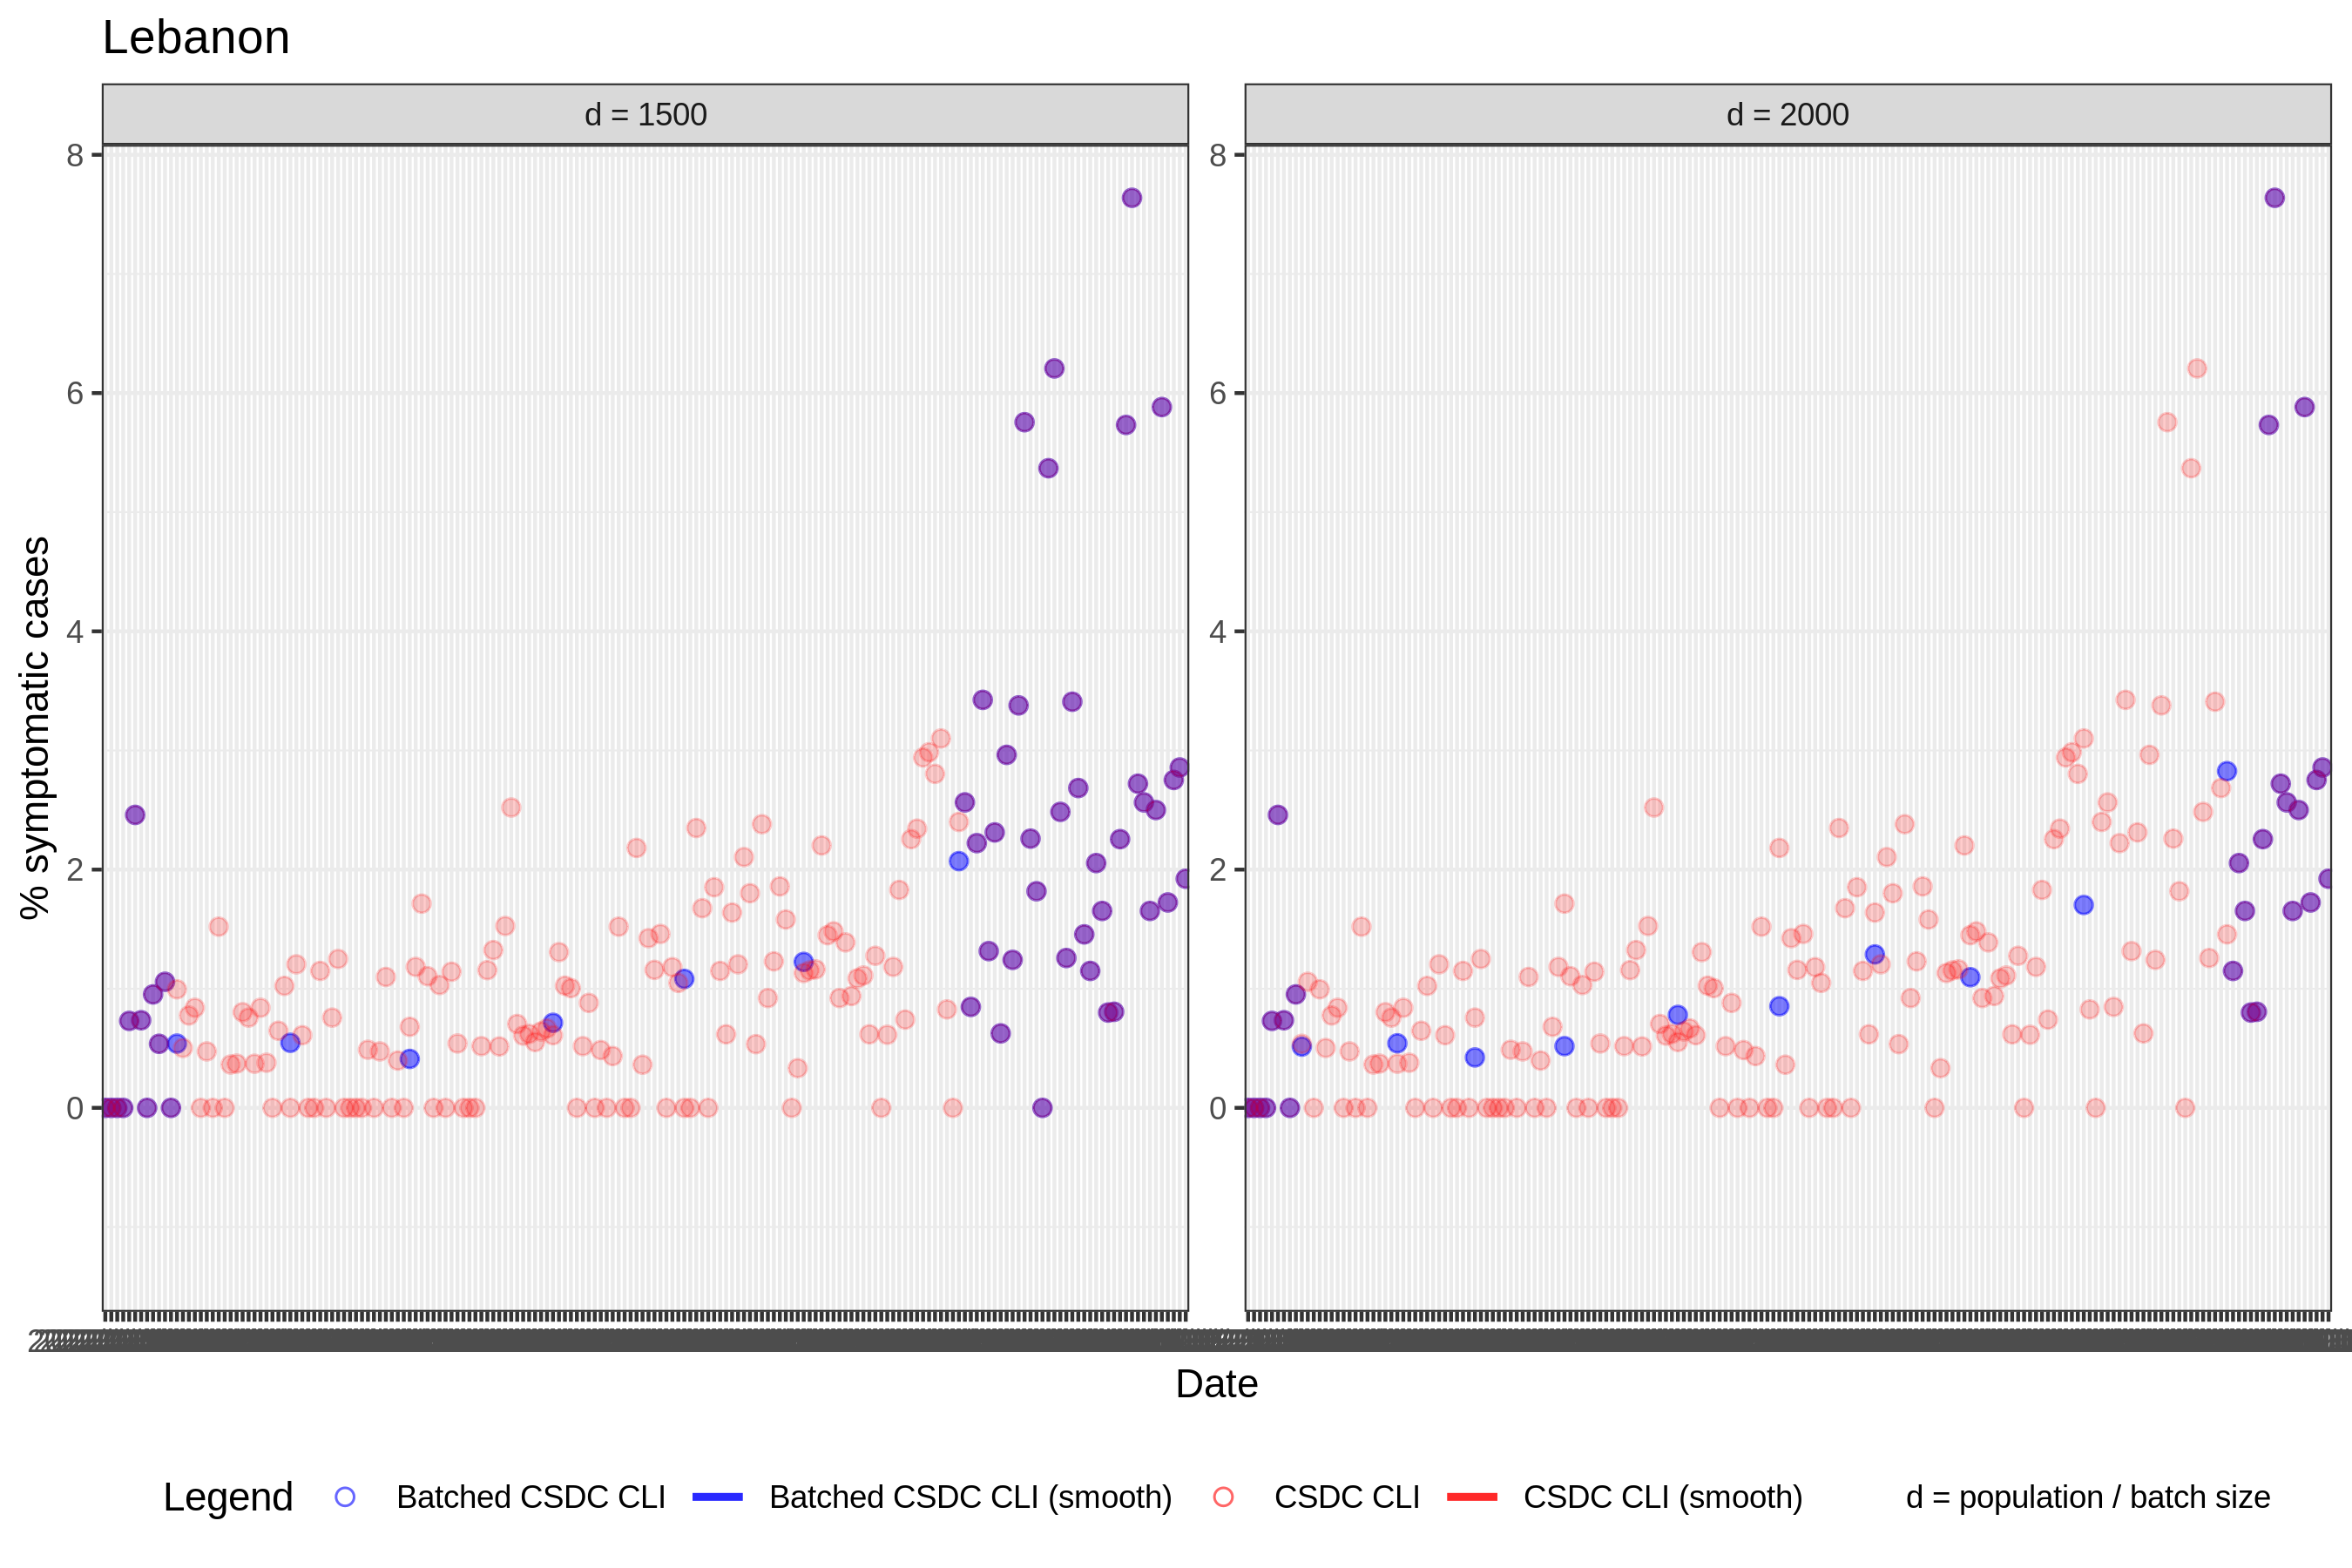 Lebanon
d = 1500
d = 2000
8
6
4
2
0
8
6
4
2
0
% symptomatic cases
Date
Legend Batched CSDC CLI Batched CSDC CLI (smooth) CSDC CLI CSDC CLI (smooth) d = population / batch size